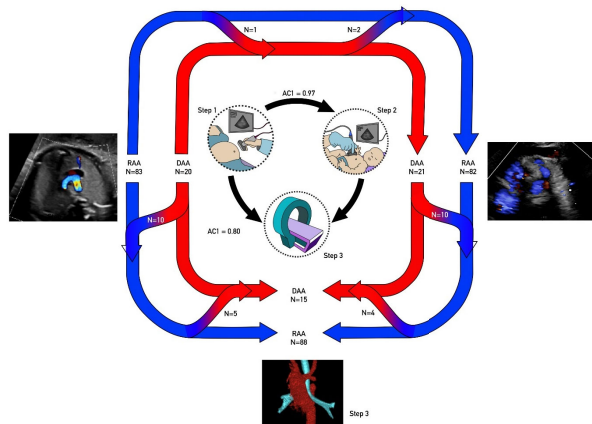 N=1
N=2
AC1 = 0.97
Step 1
Step 2
RAA
N=83
DAA
N=20
DAA
N=21
RAA
N=82
N=10
N=10
AC1 = 0.80
Step 3
DAA
N=15
N=5
N=4
RAA
N=88
Step 3